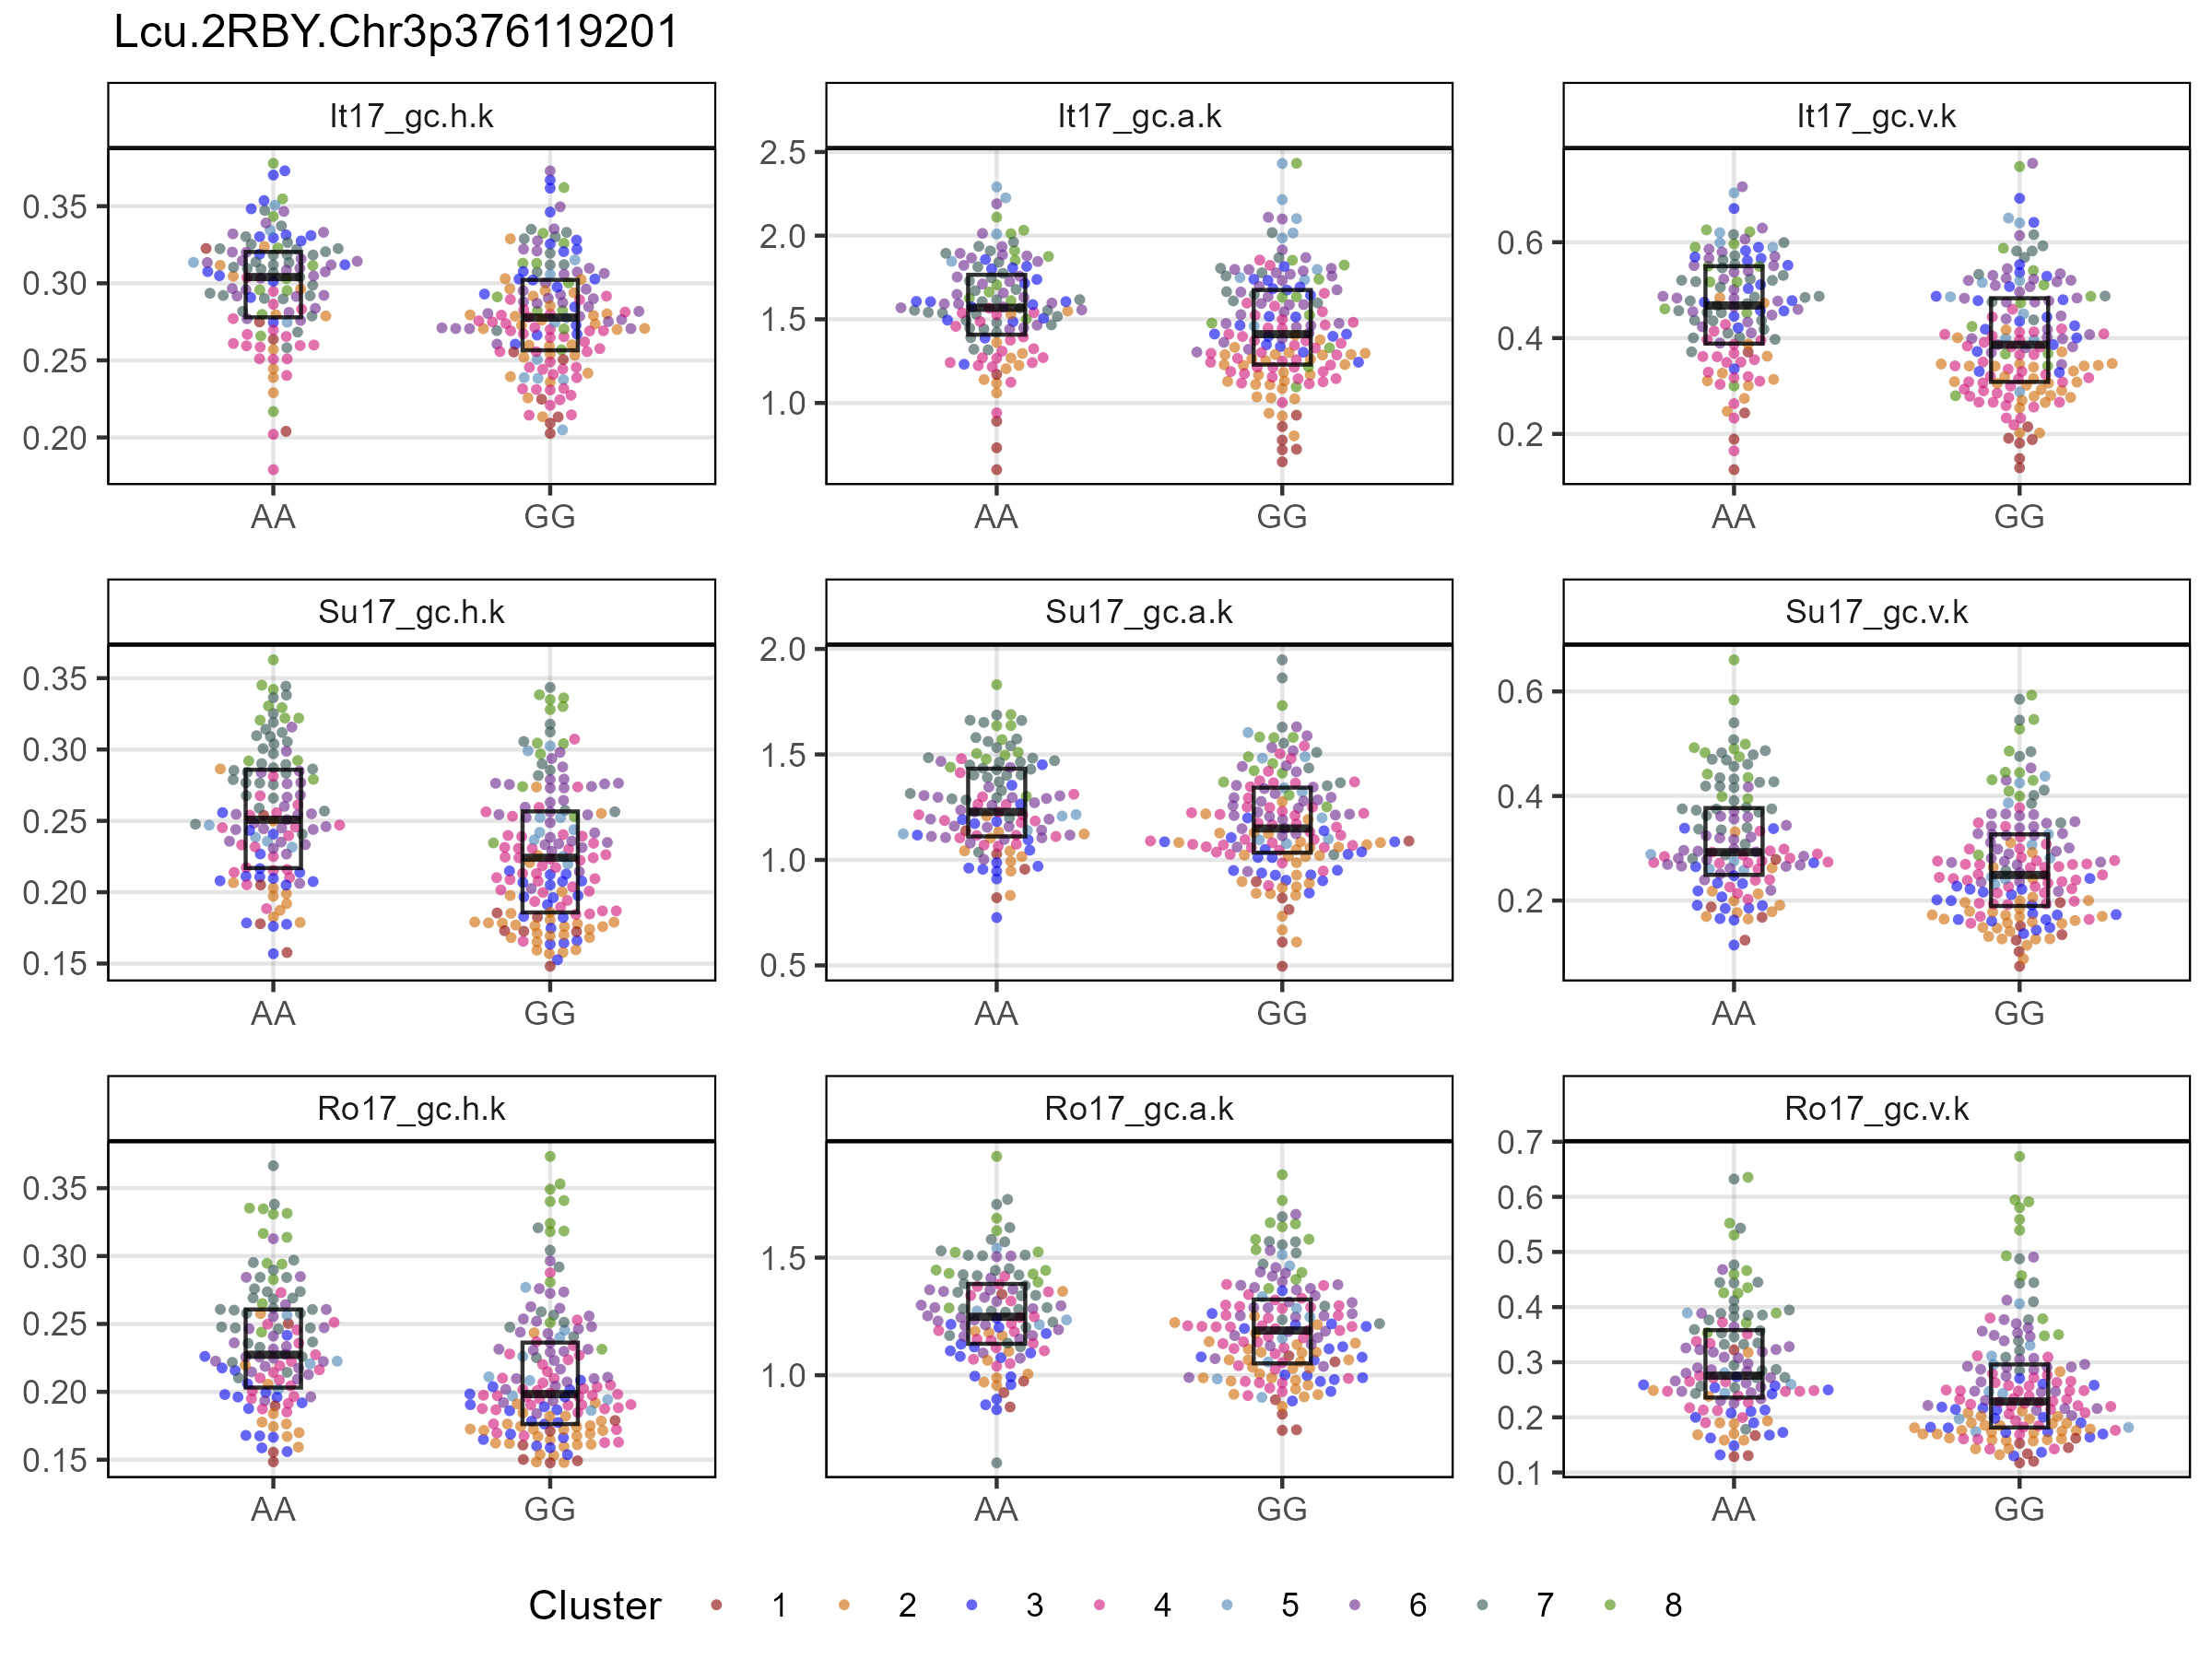 Lcu.2RBY.Chr3p376119201
It17_gc.h.k
It17_gc.a.k
It17_gc.v.k
0.35
0.30
0.25
0.20
AA
GG
2.5
2.0
1.5
1.0
AA
GG
0.6
0.4
0.2
AA
GG
Su17_gc.h.k
Su17_gc.a.k
Su17_gc.v.k
0.35
0.30
0.25
0.20
0.15
AA
GG
2.0
1.5
1.0
0.5
AA
GG
0.6
0.4
0.2
AA
GG
Ro17_gc.h.k
Ro17_gc.a.k
Ro17_gc.v.k
0.35
0.30
0.25
0.20
0.15
AA
GG
1.5
1.0
AA
GG
0.7
0.6
0.5
0.4
0.3
0.2
0.1
AA
GG
Cluster 1 2 3 4 5 6 7 8